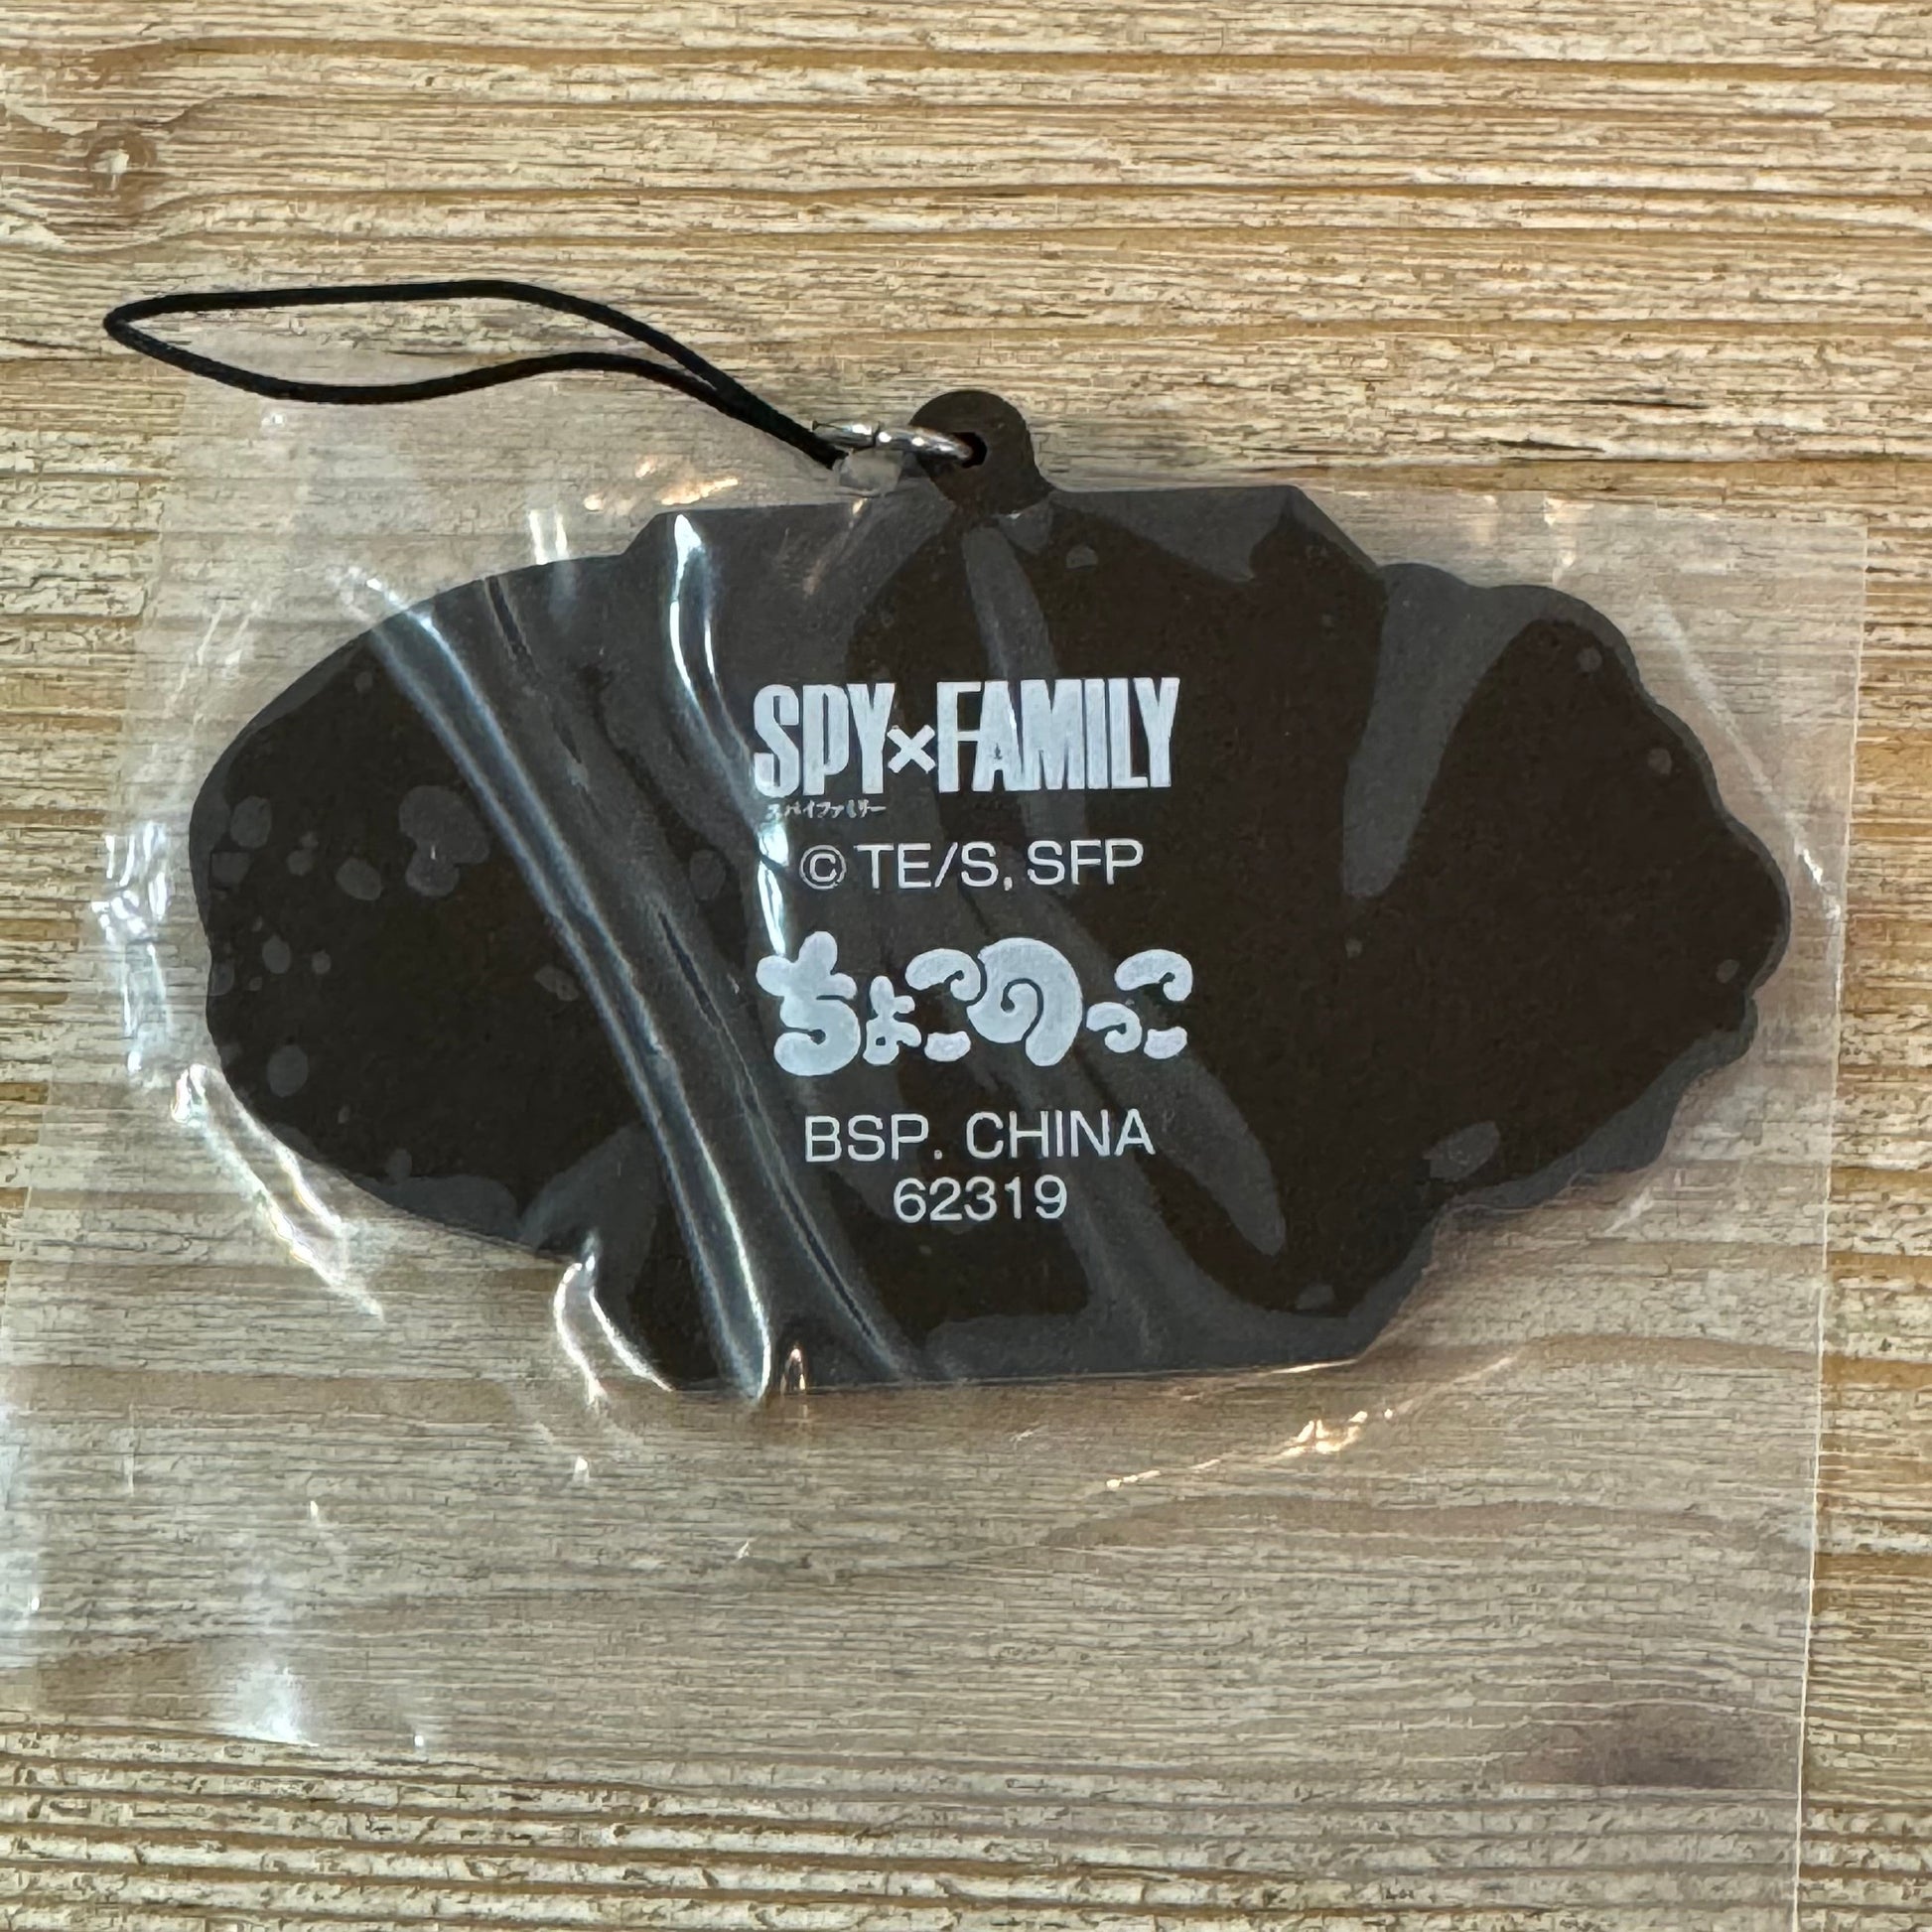 SPY×FAMILY
スパイファミリー
©TE/S, SFP
ちょこのっこ
BSP. CHINA
62319